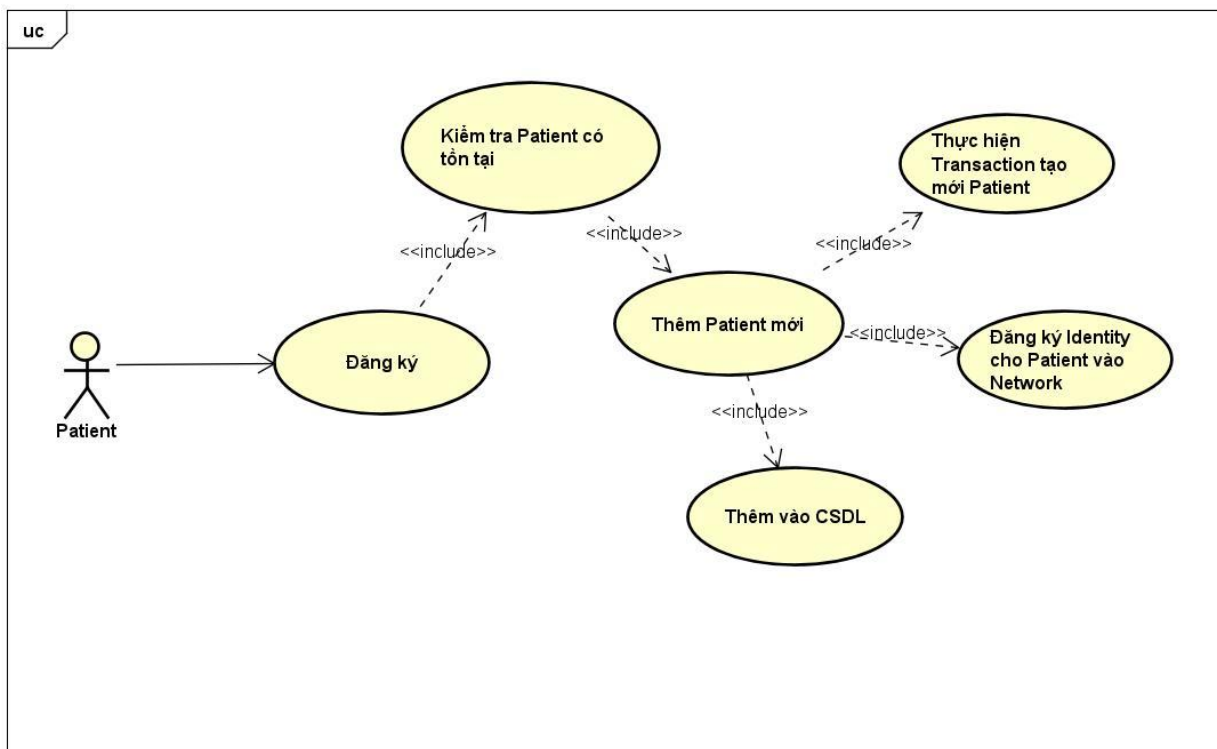 uc
Kiểm tra Patient có
tồn tại
Thực hiện
Transaction tạo
mới Patient
<<include>>
<<include>>
<<include>>
Thêm Patient mới
<<include>>
Đăng ký Identity
cho Patient vào
Network
Đăng ký
Patient
<<include>>
Thêm vào CSDL